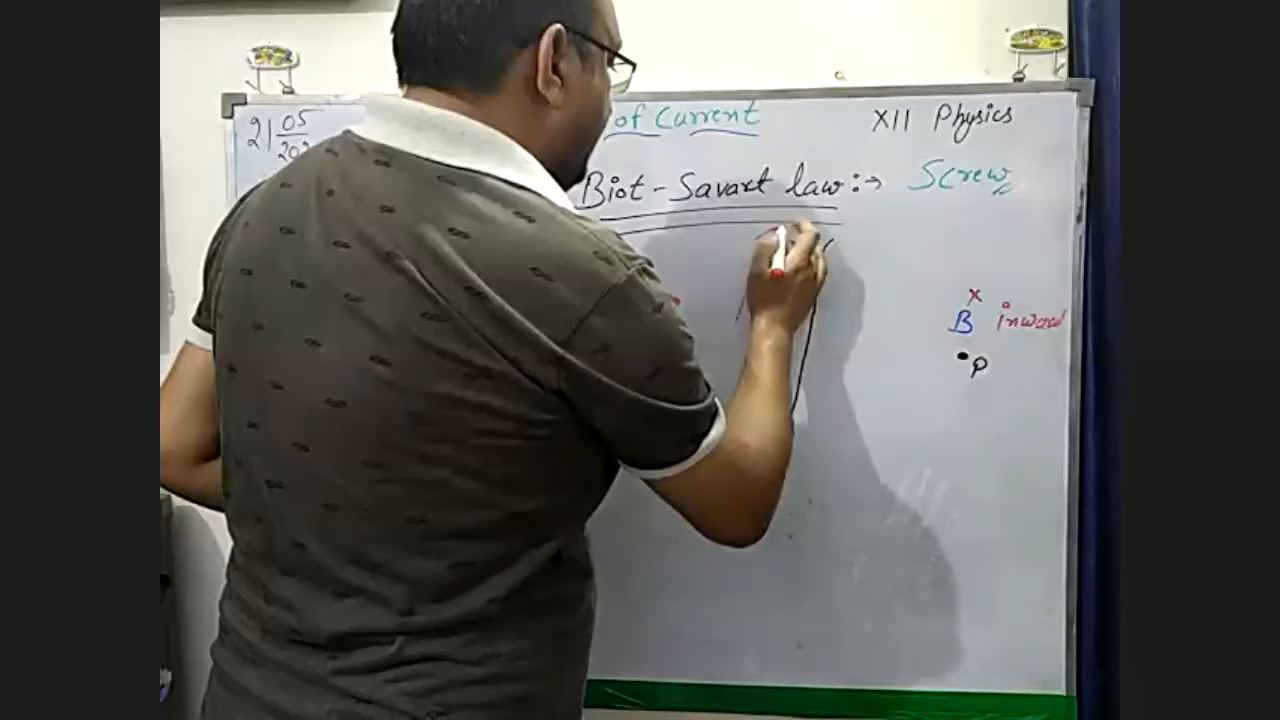 of Current
XII Physics
21 05
Biot-Savart law :→ Screw
x
B inward
P